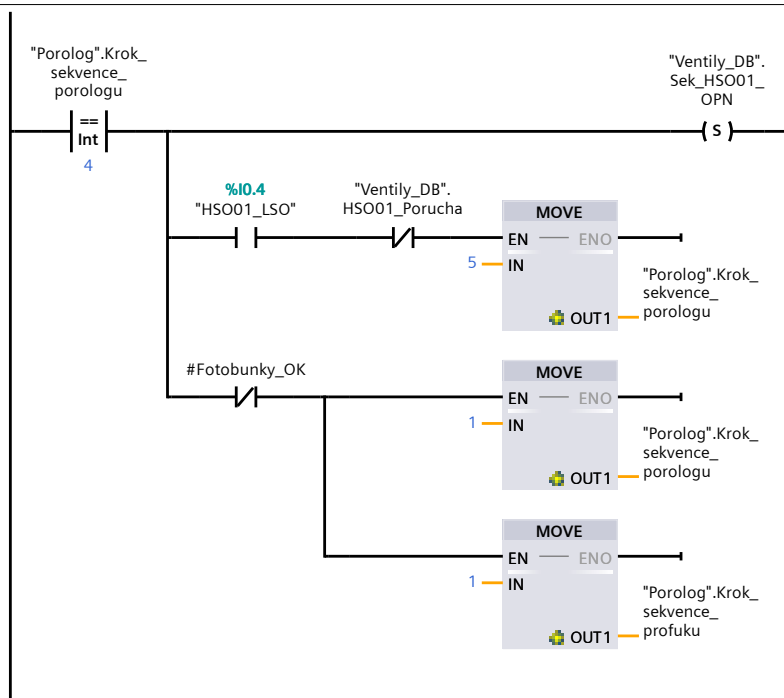 "Porolog".Krok_
sekvence_
porologu
==
Int
4
"Ventily_DB".
Sek_HSO01_
OPN
S
%I0.4
"HSO01_LSO"
"Ventily_DB".
HSO01_Porucha
MOVE
EN ENO
5 IN
OUT1
"Porolog".Krok_
sekvence_
porologu
#Fotobunky_OK
MOVE
EN ENO
1 IN
OUT1
"Porolog".Krok_
sekvence_
porologu
MOVE
EN ENO
1 IN
OUT1
"Porolog".Krok_
sekvence_
profuku